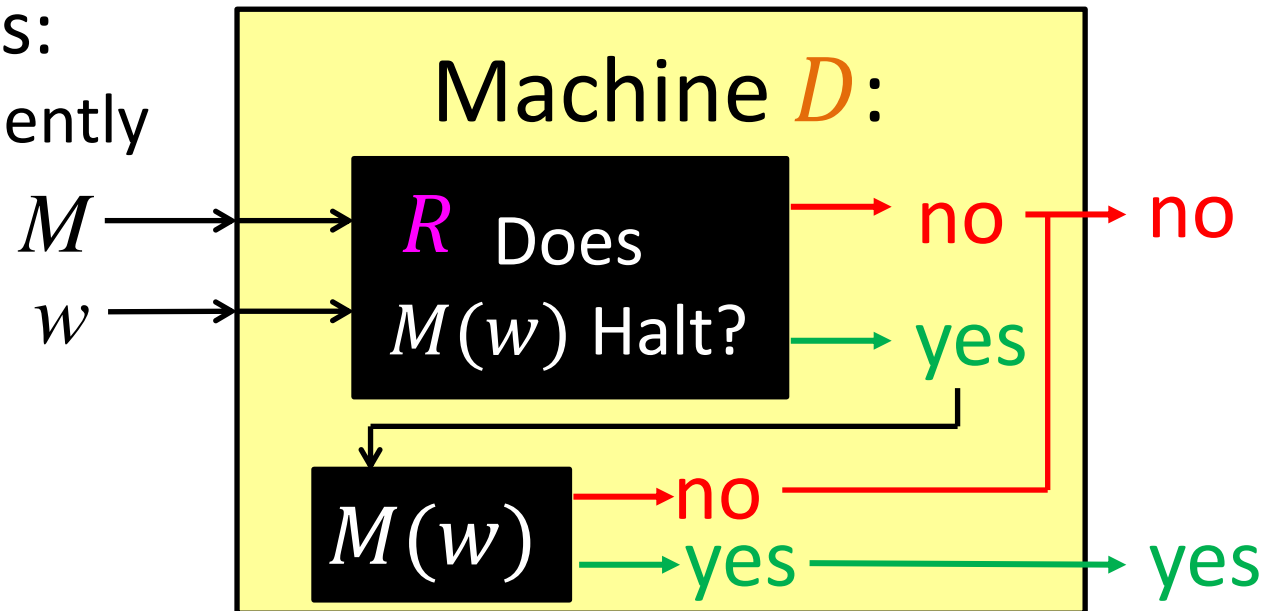 s:
ently
Machine D:
M
w
R Does
M(w) Halt?
no
no
yes
M(w)
no
yes
yes